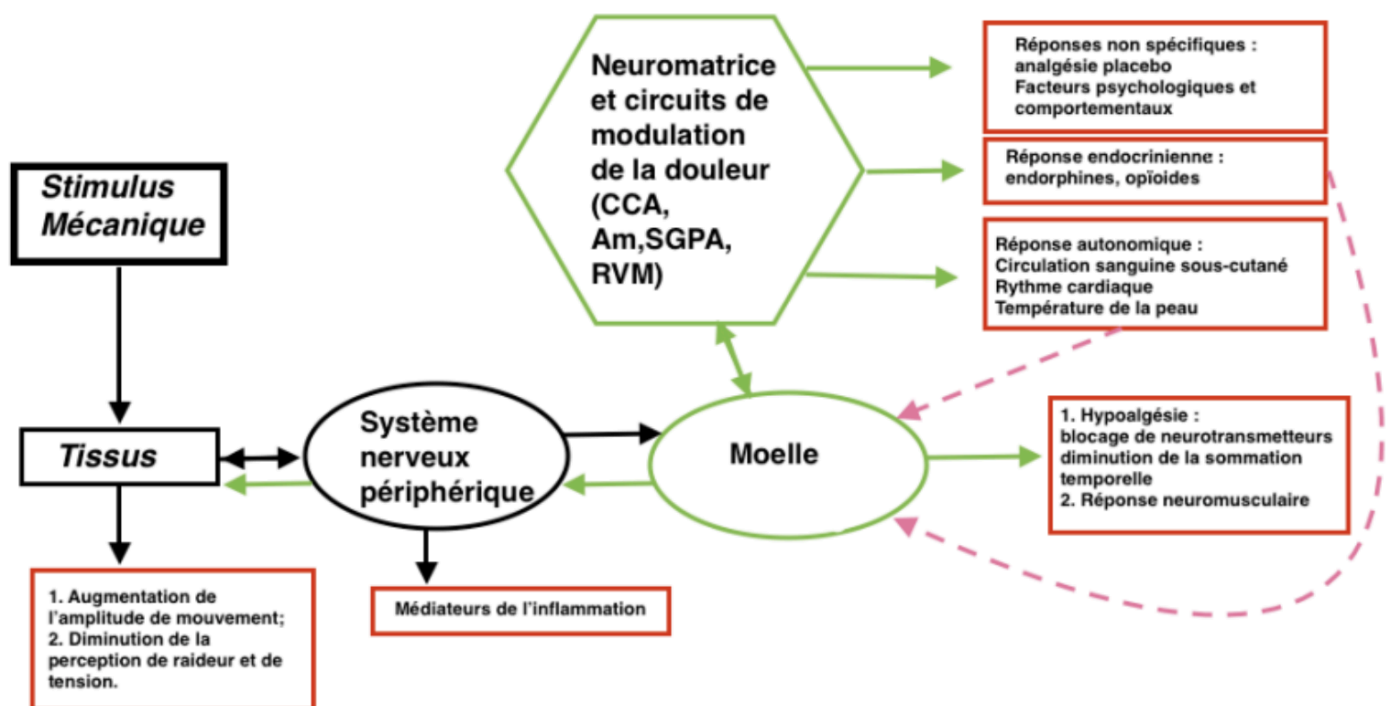 Stimulus
Mécanique
Tissus
1. Augmentation de
l'amplitude de mouvement;
2. Diminution de la
perception de raideur et de
tension.
Système
nerveux
périphérique
Médiateurs de l'inflammation
Neuromatrice
et circuits de
modulation
de la douleur
(CCA,
Am,SGPA,
RVM)
Moelle
Réponses non spécifiques :
analgésie placebo
Facteurs psychologiques et
comportementaux
Réponse endocrinienne :
endorphines, opïoides
Réponse autonomique :
Circulation sanguine sous-cutané
Rythme cardiaque
Température de la peau
1. Hypoalgésie :
blocage de neurotransmetteurs
diminution de la sommation
temporelle
2. Réponse neuromusculaire